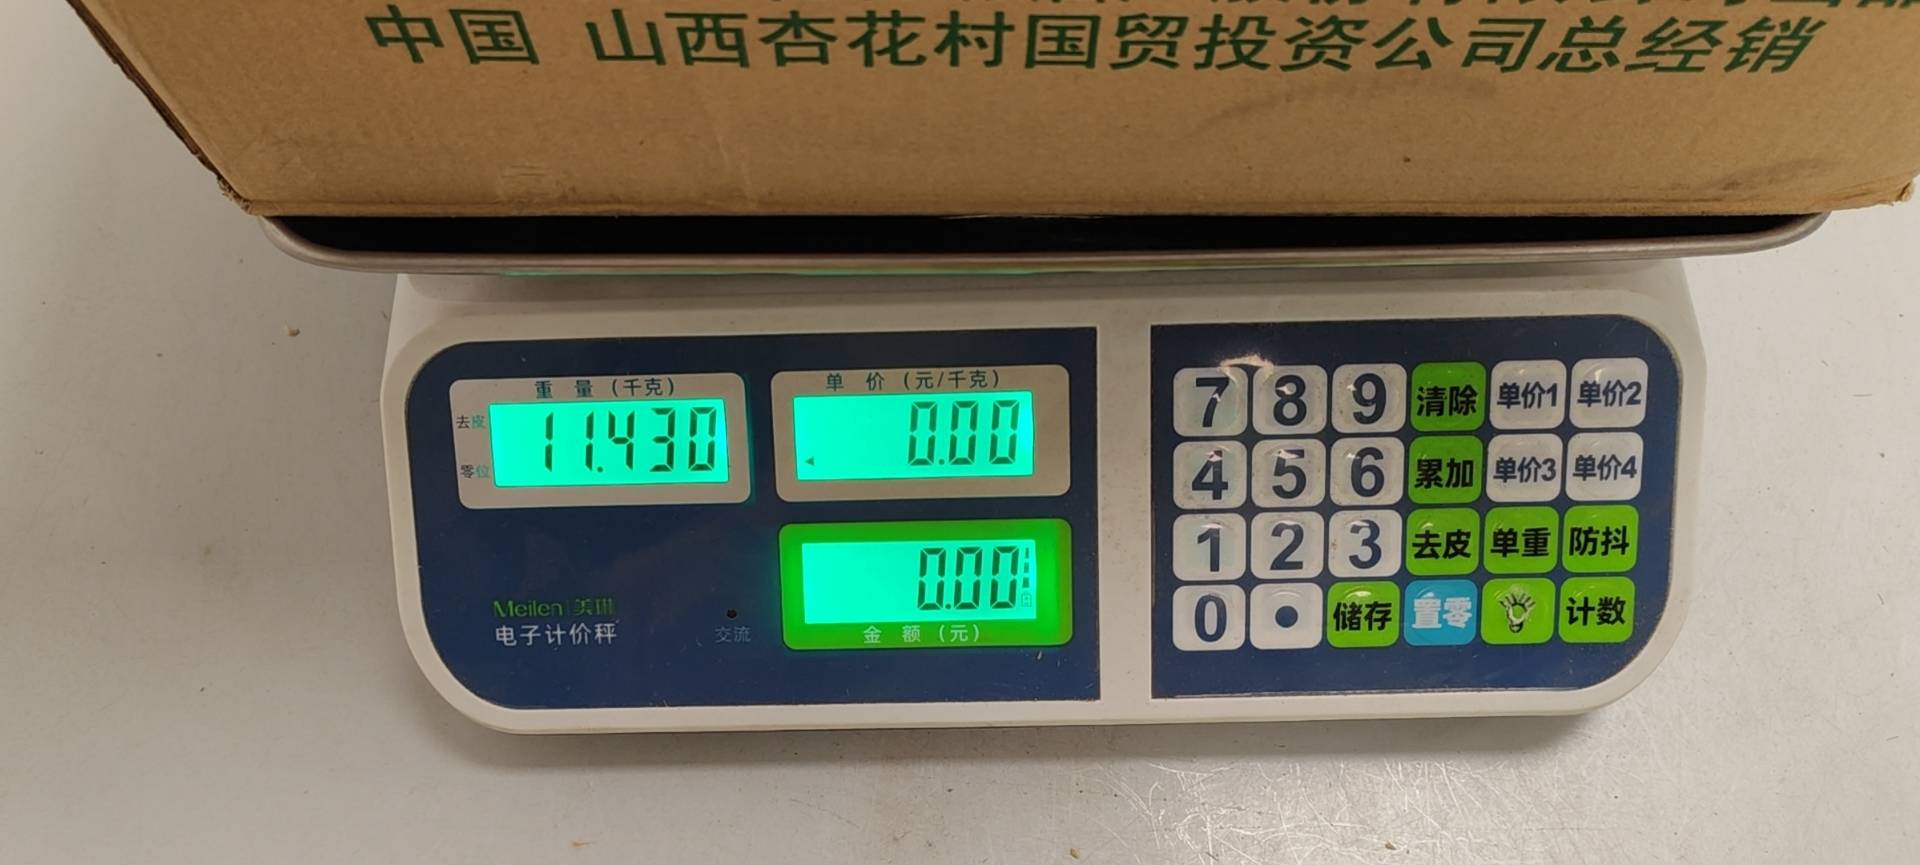 中国 山西杏花村国贸投资公司总经销
重量(千克)
去皮
零位
11.430
单价(元/千克)
0.00
0.00
金额(元)
Meilen 美琳
电子计价秤
交流
7 8 9 清除 单价1 单价2
4 5 6 累加 单价3 单价4
1 2 3 去皮 单重 防抖
0 • 储存 置零 计数